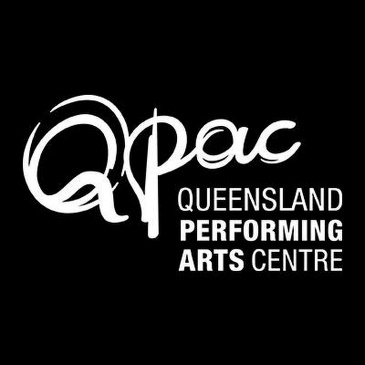 Qpac
QUEENSLAND
PERFORMING
ARTS CENTRE